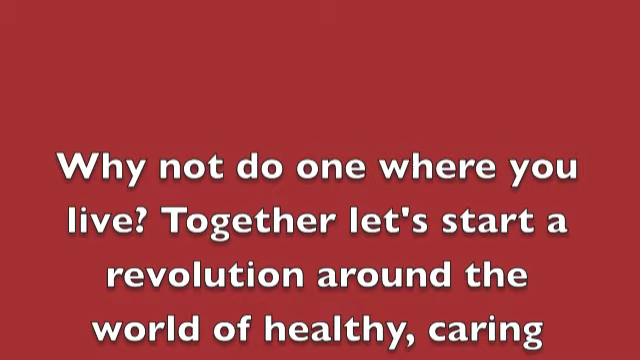 Why not do one where you
live? Together let's start a
revolution around the
world of healthy, caring